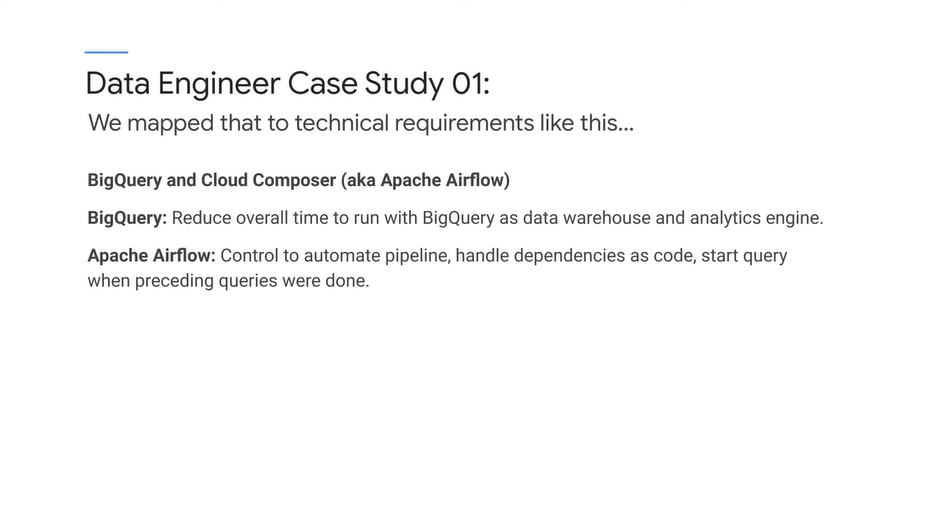 Data Engineer Case Study 01:
We mapped that to technical requirements like this...
BigQuery and Cloud Composer (aka Apache Airflow)
BigQuery: Reduce overall time to run with BigQuery as data warehouse and analytics engine.
Apache Airflow: Control to automate pipeline, handle dependencies as code, start query
when preceding queries were done.